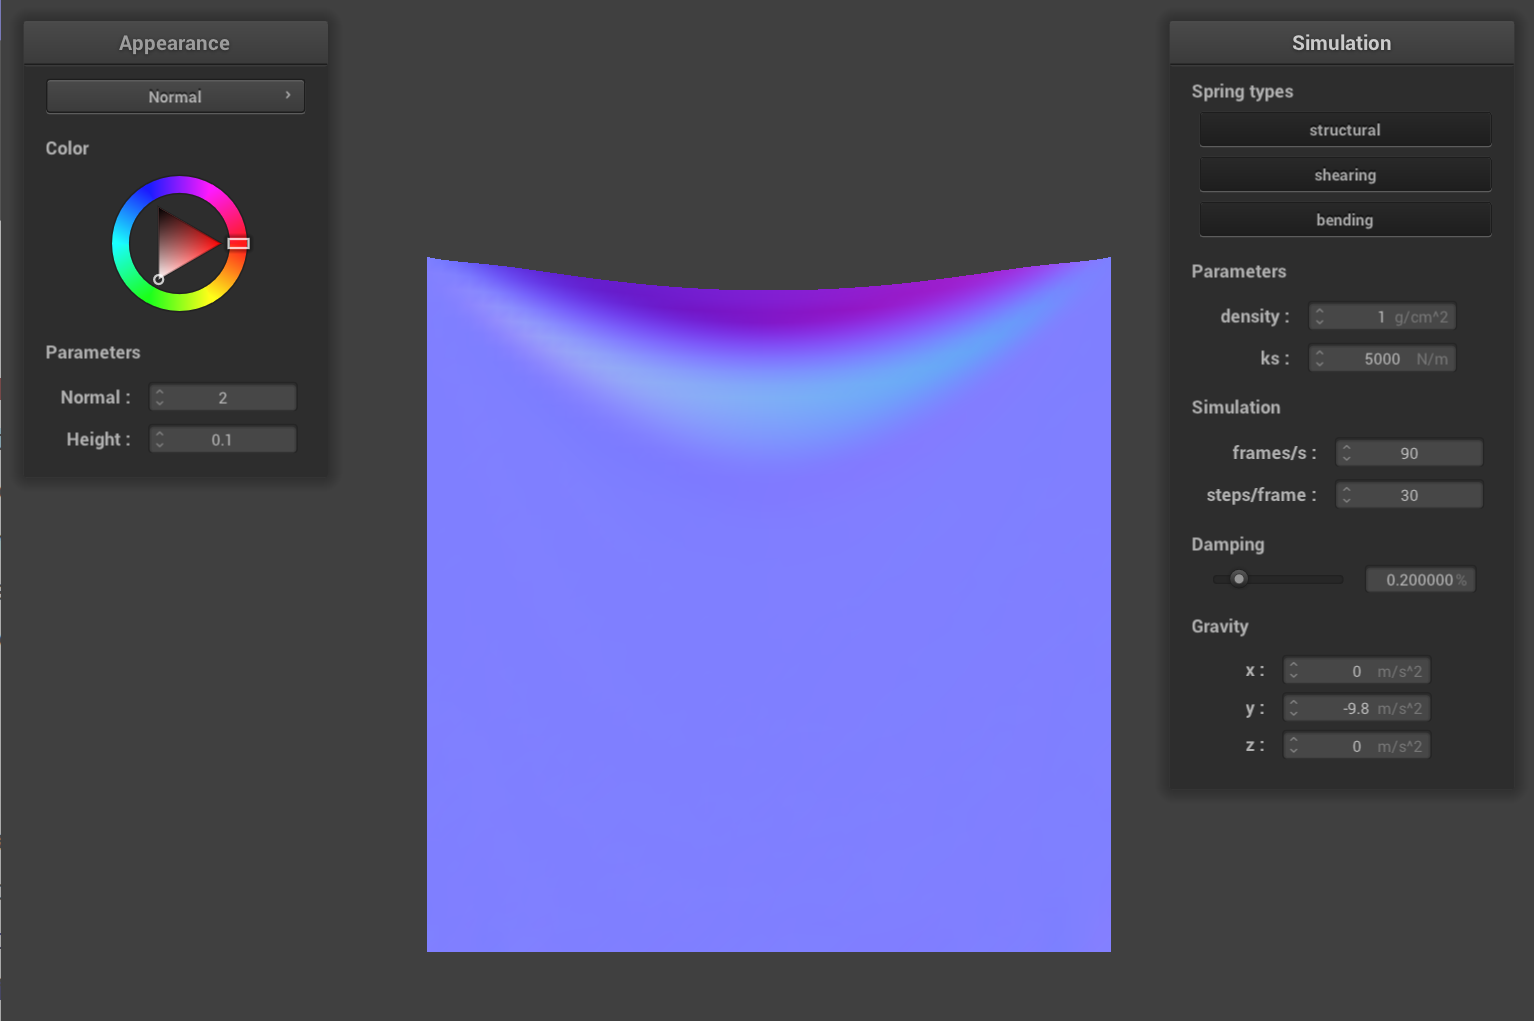 Appearance
Normal
Color
Parameters
Normal :
2
Height :
0.1
Simulation
Spring types
structural
shearing
bending
Parameters
density :
1 g/cm^2
ks :
5000 N/m
Simulation
frames/s :
90
steps/frame :
30
Damping
0.200000 %
Gravity
x :
0 m/s^2
y :
-9.8 m/s^2
z :
0 m/s^2